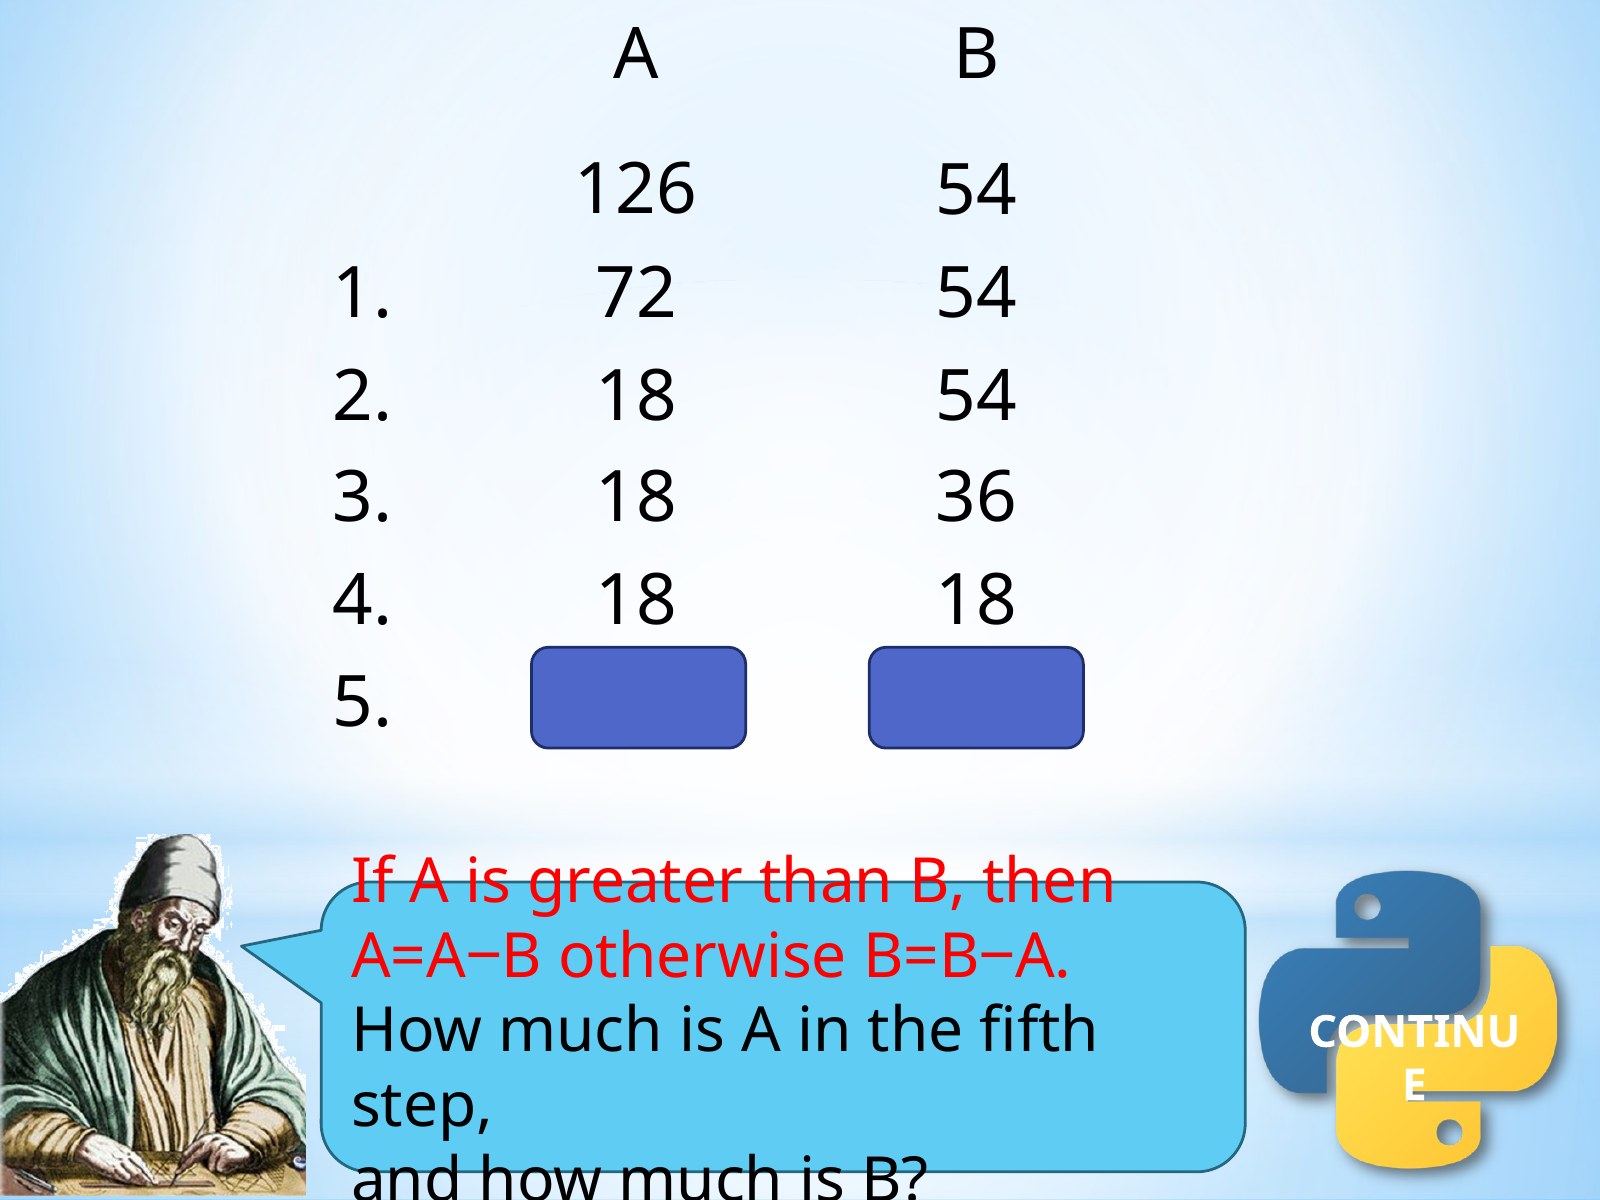 A B
126 54
1. 72 54
2. 18 54
3. 18 36
4. 18 18
5.
If A is greater than B, then
A=A−B otherwise B=B−A.
How much is A in the fifth
step,
and how much is B?
CONTINU
E